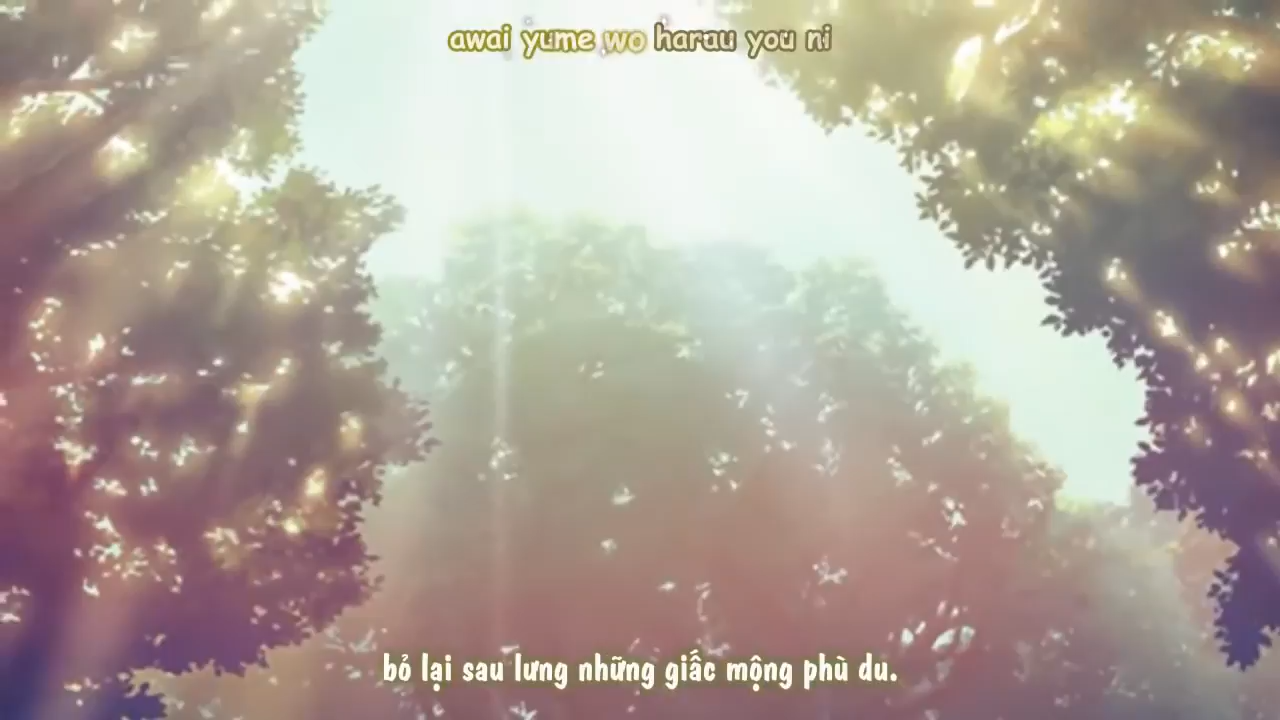 awai yume wo harau you ni
bỏ lại sau lưng những giấc mộng phù du.